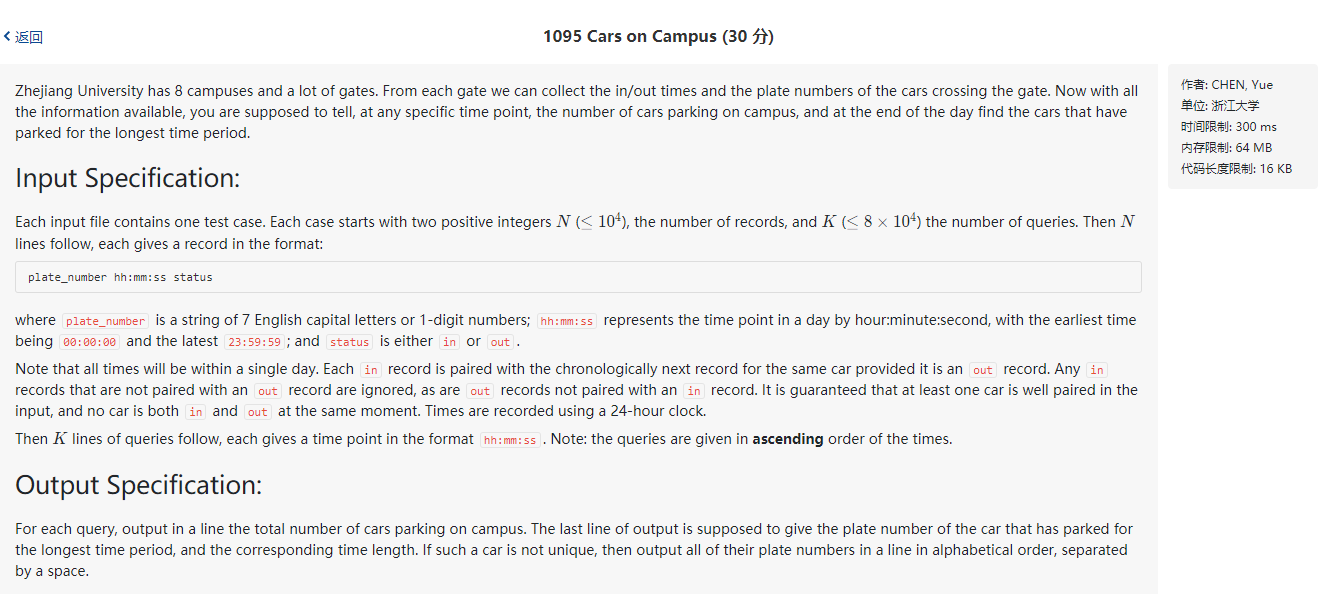 返回
1095 Cars on Campus (30 分)
Zhejiang University has 8 campuses and a lot of gates. From each gate we can collect the in/out times and the plate numbers of the cars crossing the gate. Now with all
the information available, you are supposed to tell, at any specific time point, the number of cars parking on campus, and at the end of the day find the cars that have
parked for the longest time period.
Input Specification:
Each input file contains one test case. Each case starts with two positive integers N (≤ 10⁴), the number of records, and K (≤ 8 × 10⁴) the number of queries. Then N
lines follow, each gives a record in the format:
plate_number hh:mm:ss status
where plate_number is a string of 7 English capital letters or 1-digit numbers; hh:mm:ss represents the time point in a day by hour:minute:second, with the earliest time
being 00:00:00 and the latest 23:59:59 ; and status is either in or out .
Note that all times will be within a single day. Each in record is paired with the chronologically next record for the same car provided it is an out record. Any in
records that are not paired with an out record are ignored, as are out records not paired with an in record. It is guaranteed that at least one car is well paired in the
input, and no car is both in and out at the same moment. Times are recorded using a 24-hour clock.
Then K lines of queries follow, each gives a time point in the format hh:mm:ss . Note: the queries are given in ascending order of the times.
Output Specification:
For each query, output in a line the total number of cars parking on campus. The last line of output is supposed to give the plate number of the car that has parked for
the longest time period, and the corresponding time length. If such a car is not unique, then output all of their plate numbers in a line in alphabetical order, separated
by a space.
作者: CHEN, Yue
单位: 浙江大学
时间限制: 300 ms
内存限制: 64 MB
代码长度限制: 16 KB